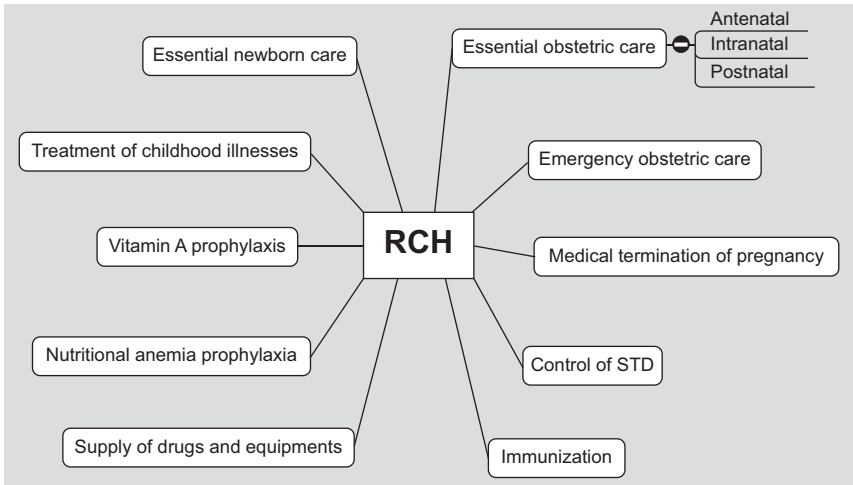 Antenatal
Essential newborn care
Essential obstetric care
Intranatal
Postnatal
Treatment of childhood illnesses
Emergency obstetric care
RCH
Vitamin A prophylaxis
Medical termination of pregnancy
Nutritional anemia prophylaxia
Control of STD
Supply of drugs and equipments
Immunization